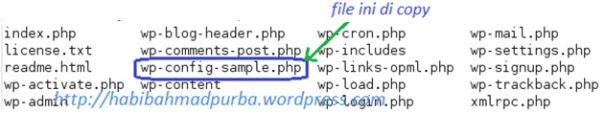 file ini di copy
index.php wp-blog-header.php wp-cron.php wp-mail.php
license.txt wp-comments-post.php wp-includes wp-settings.php
readme.html wp-config-sample.php wp-links-opml.php wp-signup.php
wp-activate.php wp-content wp-load.php wp-trackback.php
wp-admin wp-login.php xmlrpc.php
http://habibahmadpurba.wordpress.com